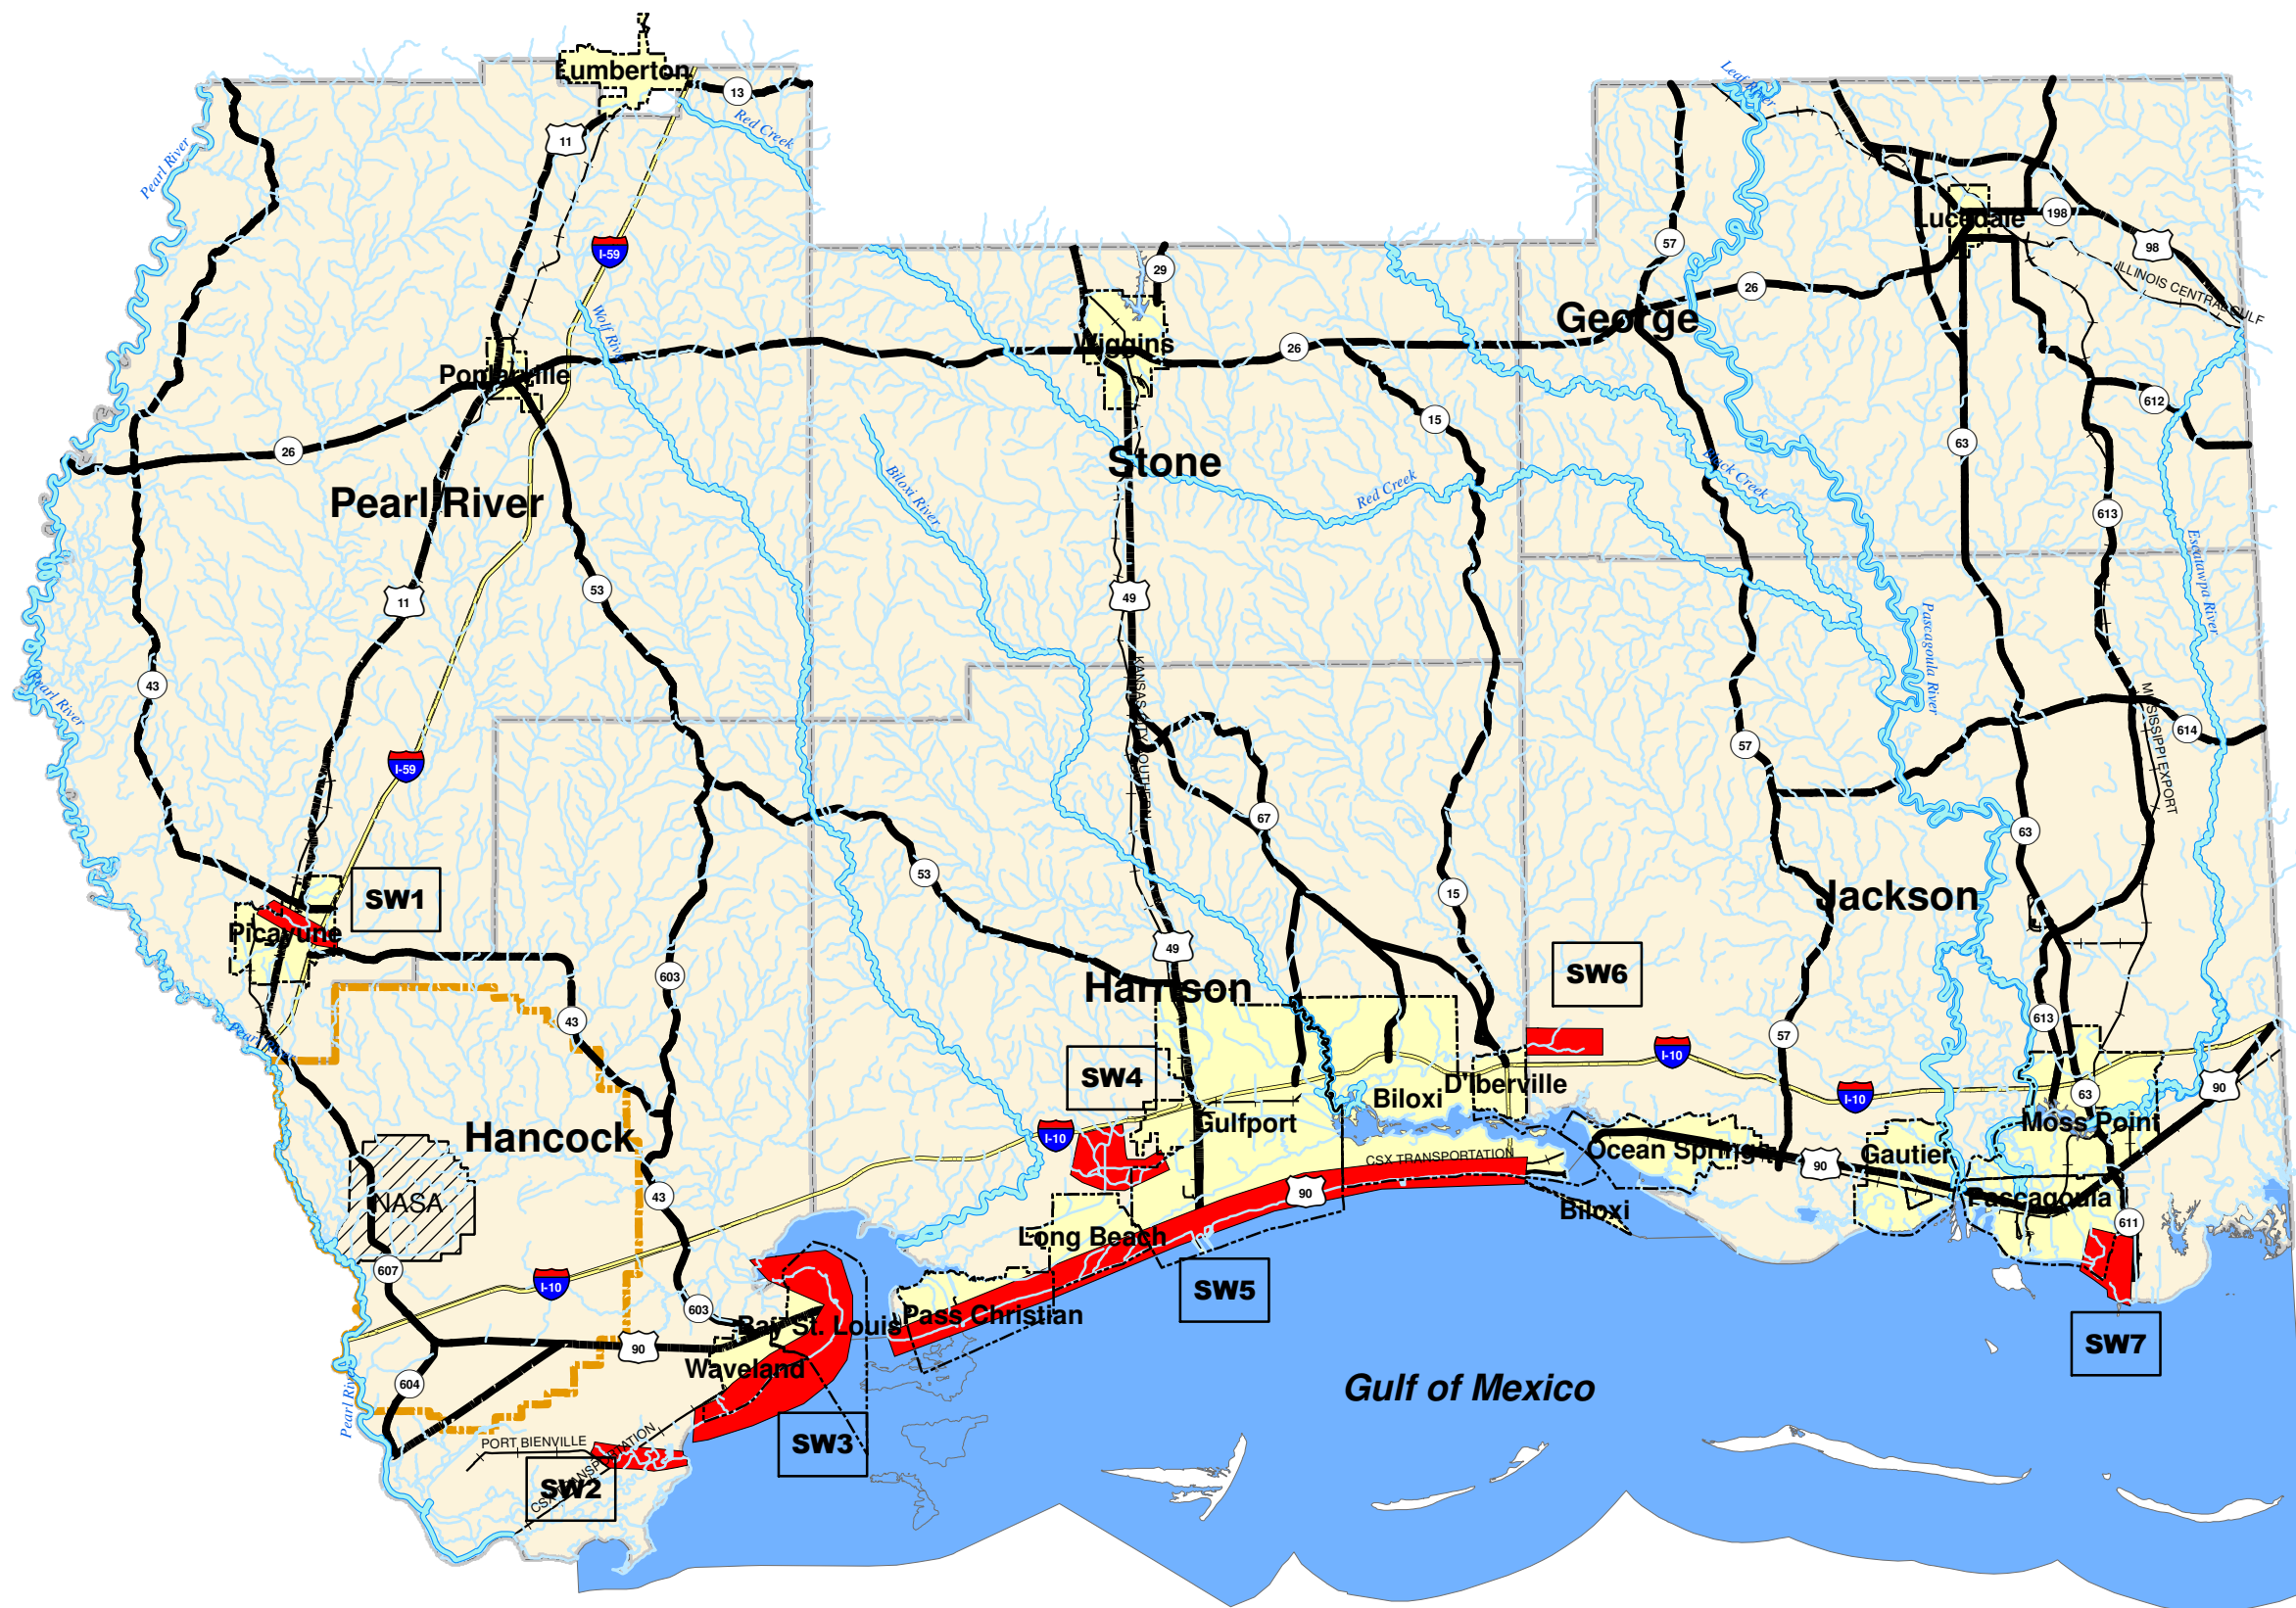 Lumberton
13
Leaf River
Red Creek
11
Pearl River
198
Lucedale
57
98
I-59
29
ILLINOIS CENTRAL GULF
26
George
Wolf River
Wiggins
26
Poplarville
612
15
63
26
Stone
Black Creek
Pearl River
Biloxi River
Red Creek
613
Escatawpa River
53
49
11
Pascagoula River
KANSAS CITY SOUTHERN
43
Pearl River
MISSISSIPPI EXPORT
614
57
I-59
67
63
53
SW1
15
Jackson
Picayune
49
SW6
603
Harrison
43
613
57
Pearl River
I-10
SW4
D'Iberville
90
Biloxi
I-10
63
Gulfport
Moss Point
I-10
Hancock
Ocean Springs
Gautier
CSX TRANSPORTATION
90
43
90
Pascagoula
NASA
Biloxi
611
Long Beach
607
I-10
SW5
603
Pass Christian
Bay St. Louis
90
SW7
Waveland
604
Gulf of Mexico
Pearl River
PORT BIENVILLE
SW3
CSX TRANSPORTATION
SW2